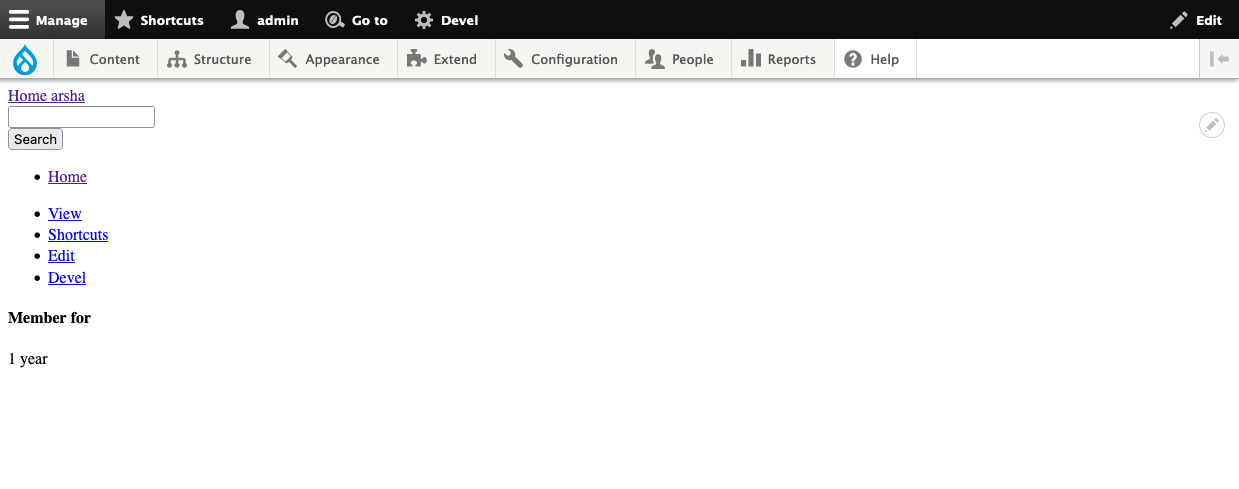 Manage Shortcuts admin Go to Devel Edit
Content Structure Appearance Extend Configuration People Reports Help
Home arsha
Search
Home
View
Shortcuts
Edit
Devel
Member for
1 year